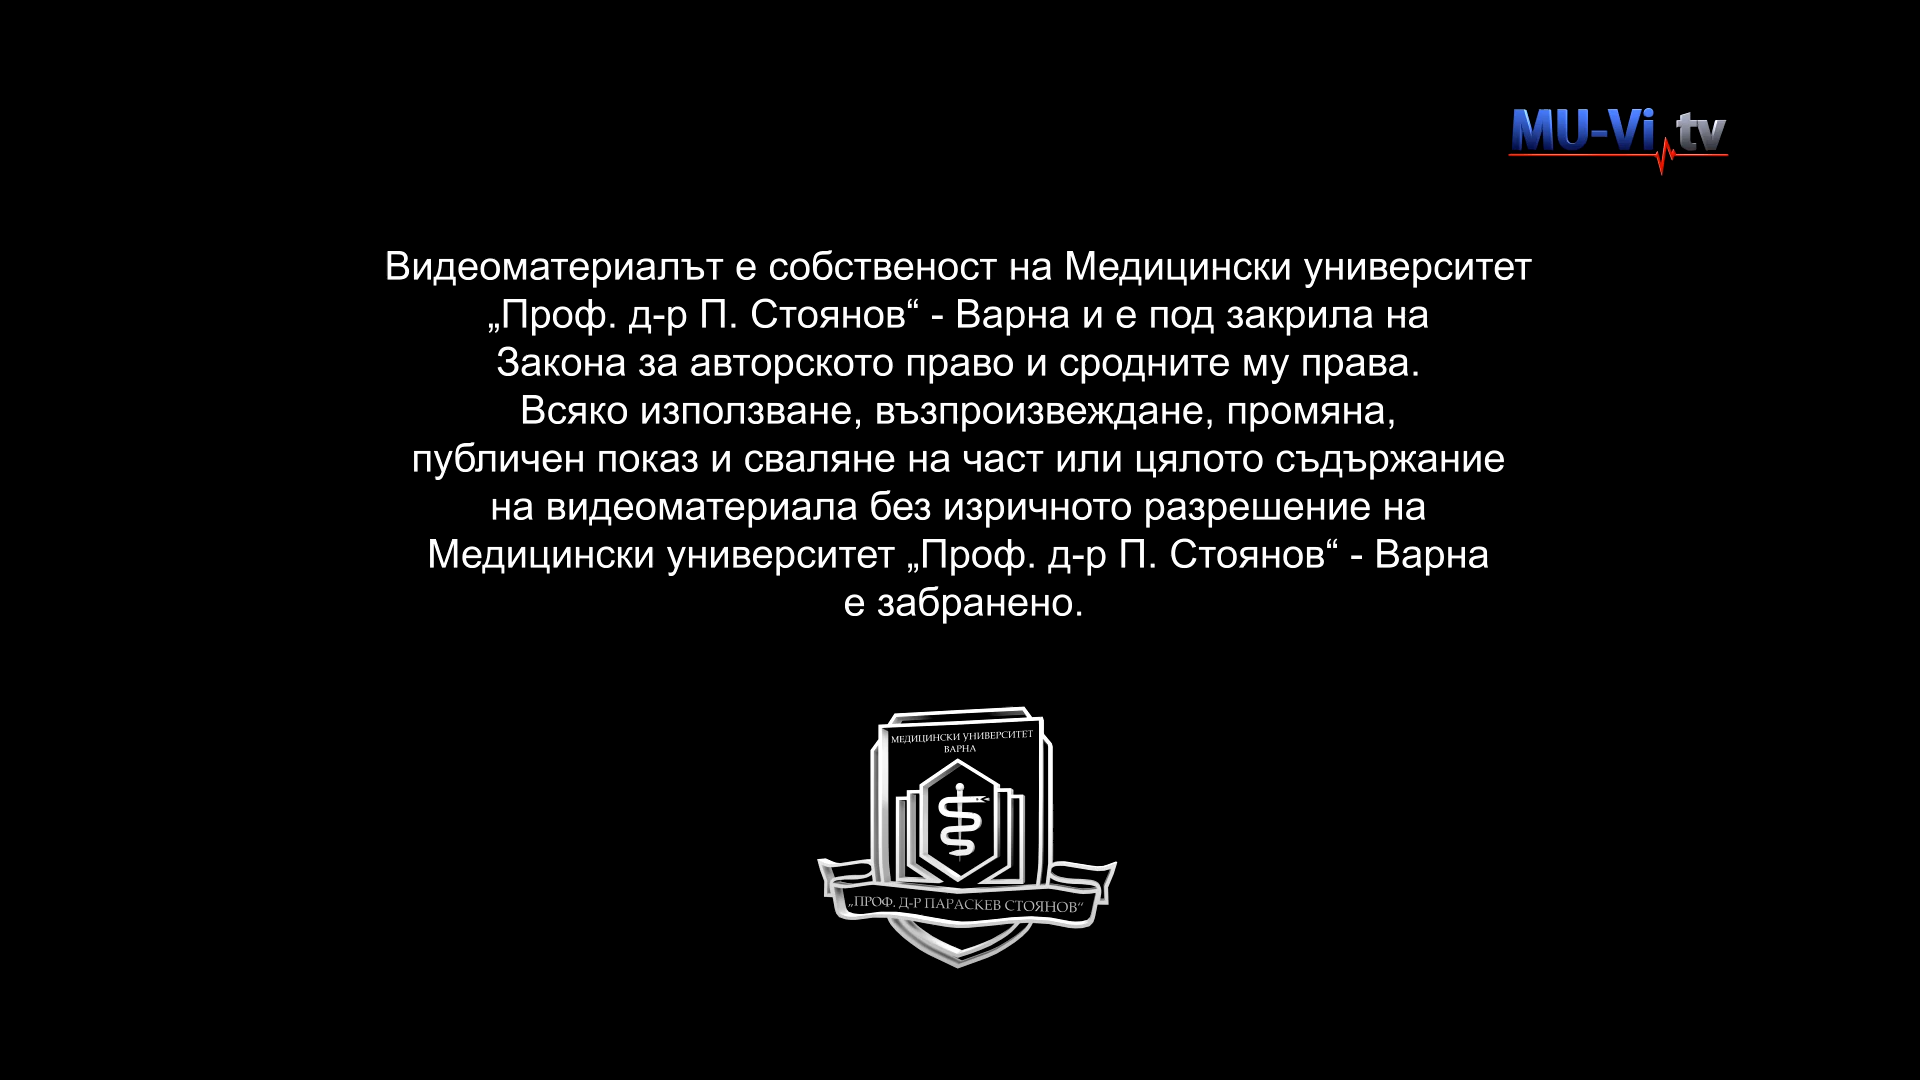 MU-Vi.tv
Видеоматериалът е собственост на Медицински университет
„Проф. д-р П. Стоянов“ - Варна и е под закрила на
Закона за авторското право и сродните му права.
Всяко използване, възпроизвеждане, промяна,
публичен показ и сваляне на част или цялото съдържание
на видеоматериала без изричното разрешение на
Медицински университет „Проф. д-р П. Стоянов“ - Варна
е забранено.
МЕДИЦИНСКИ УНИВЕРСИТЕТ
ВАРНА
„ПРОФ. Д-Р ПАРАСКЕВ СТОЯНОВ“